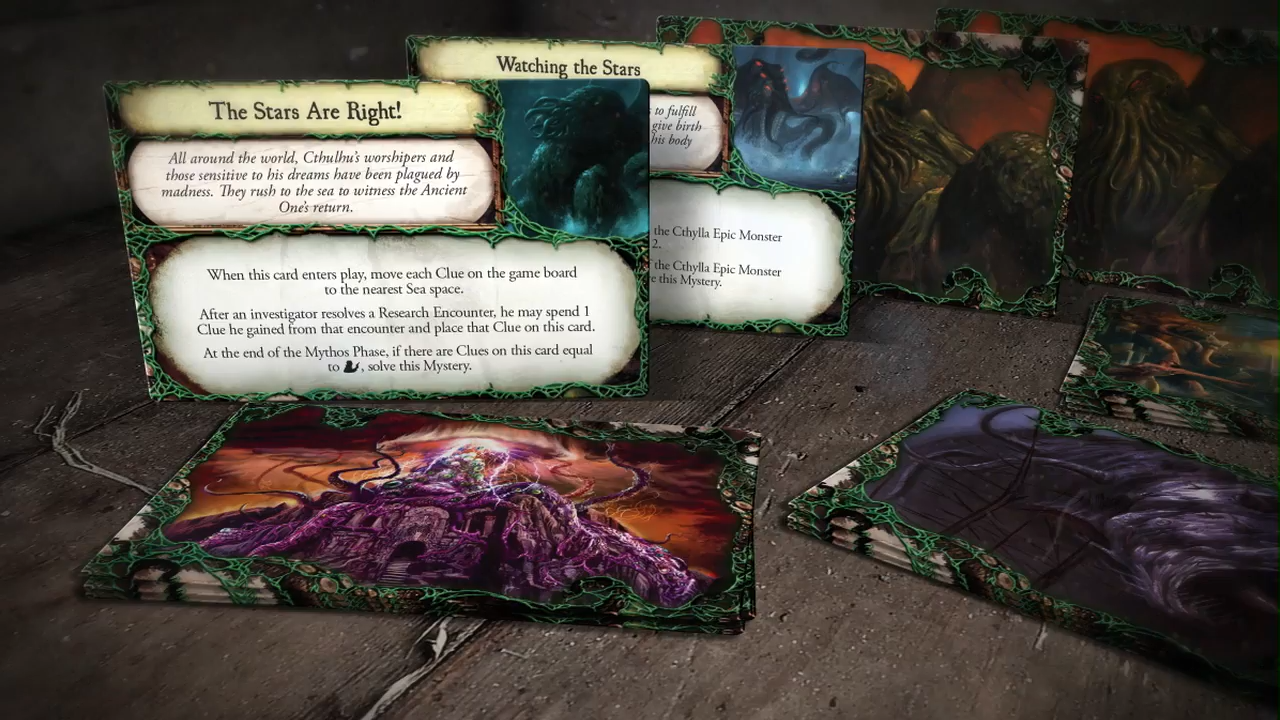 The Stars Are Right!
All around the world, Cthulhu's worshipers and
those sensitive to his dreams have been plagued by
madness. They rush to the sea to witness the Ancient
One's return.
When this card enters play, move each Clue on the game board
to the nearest Sea space.
After an investigator resolves a Research Encounter, he may spend 1
Clue he gained from that encounter and place that Clue on this card.
At the end of the Mythos Phase, if there are Clues on this card equal
to , solve this Mystery.
Watching the Stars
to fulfill
give birth
his body
the Cthylla Epic Monster
2.
the Cthylla Epic Monster
this Mystery.